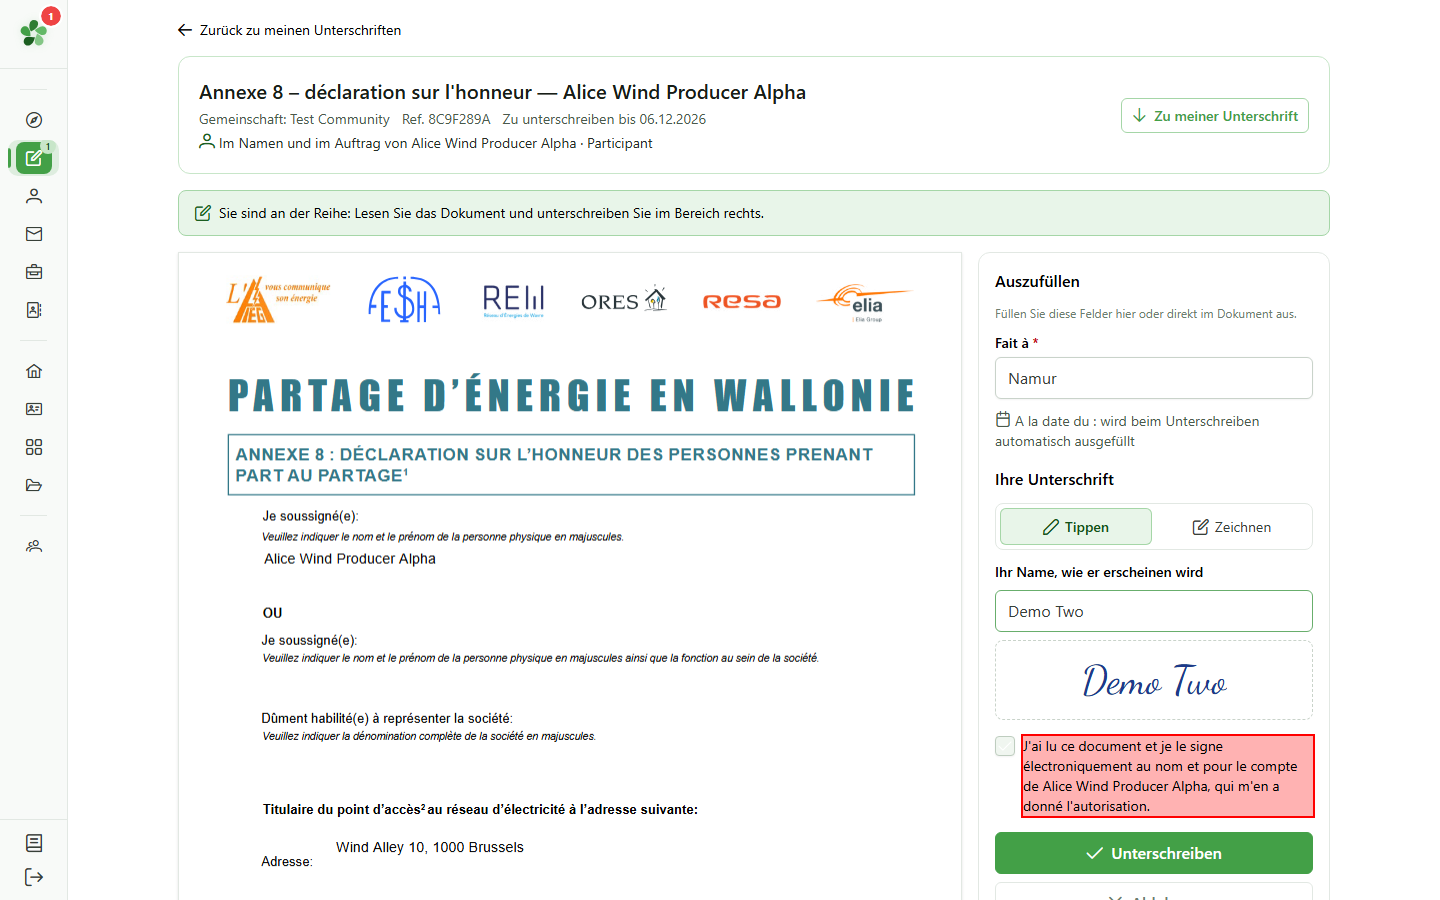 1
Zurück zu meinen Unterschriften
Annexe 8 – déclaration sur l'honneur — Alice Wind Producer Alpha
Gemeinschaft: Test Community Ref. 8C9F289A Zu unterschreiben bis 06.12.2026
Im Namen und im Auftrag von Alice Wind Producer Alpha · Participant
Zu meiner Unterschrift
1
Sie sind an der Reihe: Lesen Sie das Dokument und unterschreiben Sie im Bereich rechts.
L'AIEG vous communique
son énergie
AESH
REW
Réseau d'Énergies de Wavre
ORES
resa
elia
Elia Group
PARTAGE D'ÉNERGIE EN WALLONIE
ANNEXE 8 : DÉCLARATION SUR L'HONNEUR DES PERSONNES PRENANT
PART AU PARTAGE¹
Je soussigné(e):
Veuillez indiquer le nom et le prénom de la personne physique en majuscules.
Alice Wind Producer Alpha
OU
Je soussigné(e):
Veuillez indiquer le nom et le prénom de la personne physique en majuscules ainsi que la fonction au sein de la société.
Dûment habilité(e) à représenter la société:
Veuillez indiquer la dénomination complète de la société en majuscules.
Titulaire du point d'accès² au réseau d'électricité à l'adresse suivante:
Wind Alley 10, 1000 Brussels
Adresse:
Auszufüllen
Füllen Sie diese Felder hier oder direkt im Dokument aus.
Fait à *
Namur
A la date du : wird beim Unterschreiben
automatisch ausgefüllt
Ihre Unterschrift
Tippen
Zeichnen
Ihr Name, wie er erscheinen wird
Demo Two
Demo Two
J'ai lu ce document et je le signe
électroniquement au nom et pour le compte
de Alice Wind Producer Alpha, qui m'en a
donné l'autorisation.
Unterschreiben